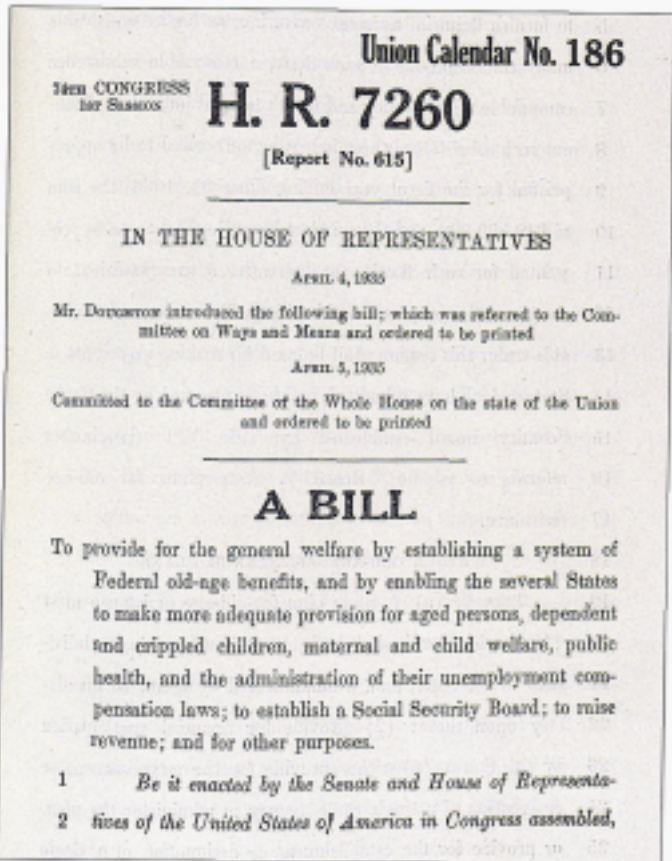 Union Calendar No. 186
74TH CONGRESS
1ST SESSION
H. R. 7260
[Report No. 615]
IN THE HOUSE OF REPRESENTATIVES
APRIL 4, 1935
Mr. DOUGHTON introduced the following bill; which was referred to the Com-
mittee on Ways and Means and ordered to be printed
APRIL 5, 1935
Committed to the Committee of the Whole House on the state of the Union
and ordered to be printed
A BILL
To provide for the general welfare by establishing a system of
Federal old-age benefits, and by enabling the several States
to make more adequate provision for aged persons, dependent
and crippled children, maternal and child welfare, public
health, and the administration of their unemployment com-
pensation laws; to establish a Social Security Board; to raise
revenue; and for other purposes.
1 Be it enacted by the Senate and House of Representa-
2 tives of the United States of America in Congress assembled,